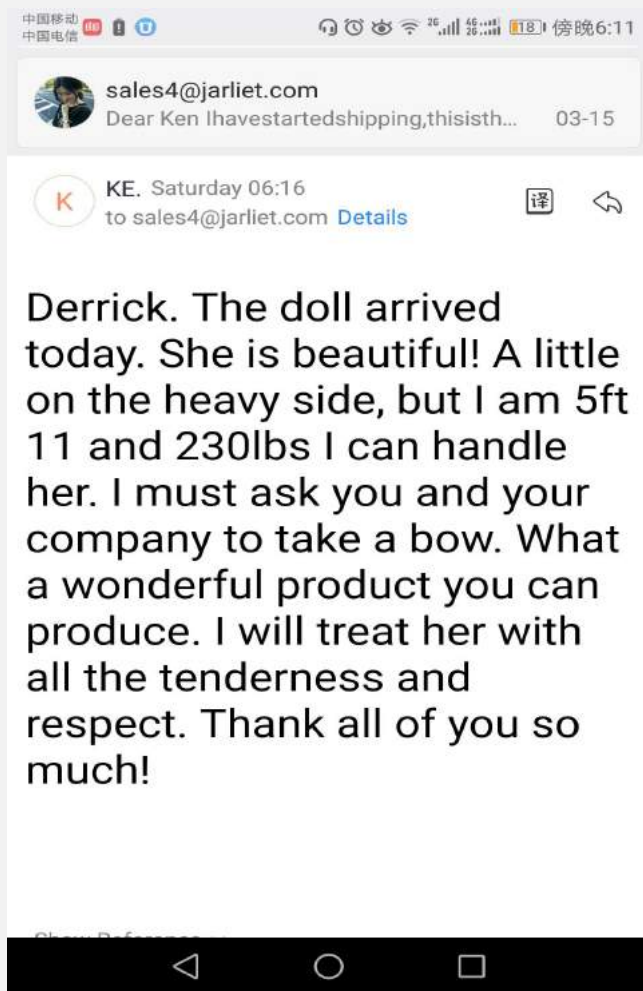 中国移动
中国电信
2G
4G
2G
18
傍晚6:11
sales4@jarliet.com
Dear Ken Ihavestartedshipping,thisisth...
03-15
K
KE. Saturday 06:16
译
to sales4@jarliet.com Details
Derrick. The doll arrived
today. She is beautiful! A little
on the heavy side, but I am 5ft
11 and 230lbs I can handle
her. I must ask you and your
company to take a bow. What
a wonderful product you can
produce. I will treat her with
all the tenderness and
respect. Thank all of you so
much!